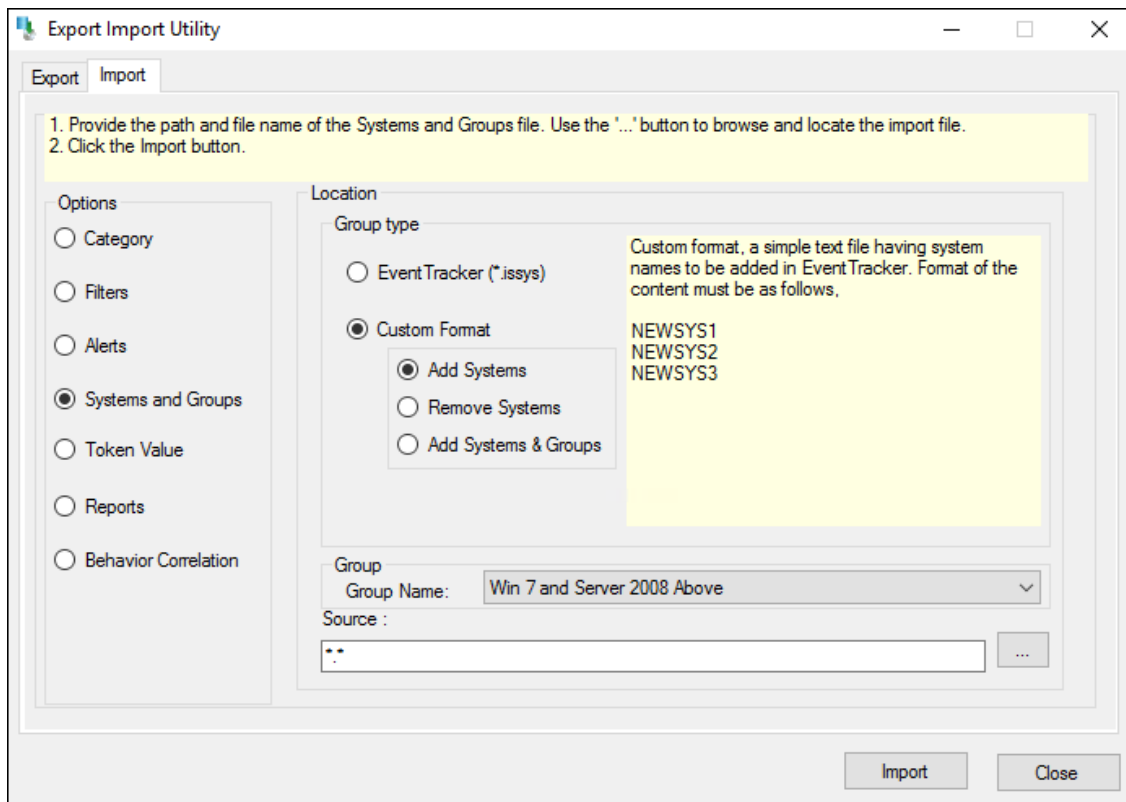 Export Import Utility
Export
Import
1. Provide the path and file name of the Systems and Groups file. Use the '...' button to browse and locate the import file.
2. Click the Import button.
Options
Category
Filters
Alerts
Systems and Groups
Token Value
Reports
Behavior Correlation
Location
Group type
EventTracker (*.issys)
Custom Format
Add Systems
Remove Systems
Add Systems & Groups
Custom format, a simple text file having system
names to be added in EventTracker. Format of the
content must be as follows,
NEWSYS1
NEWSYS2
NEWSYS3
Group
Group Name:
Win 7 and Server 2008 Above
Source :
*.*
...
Import
Close